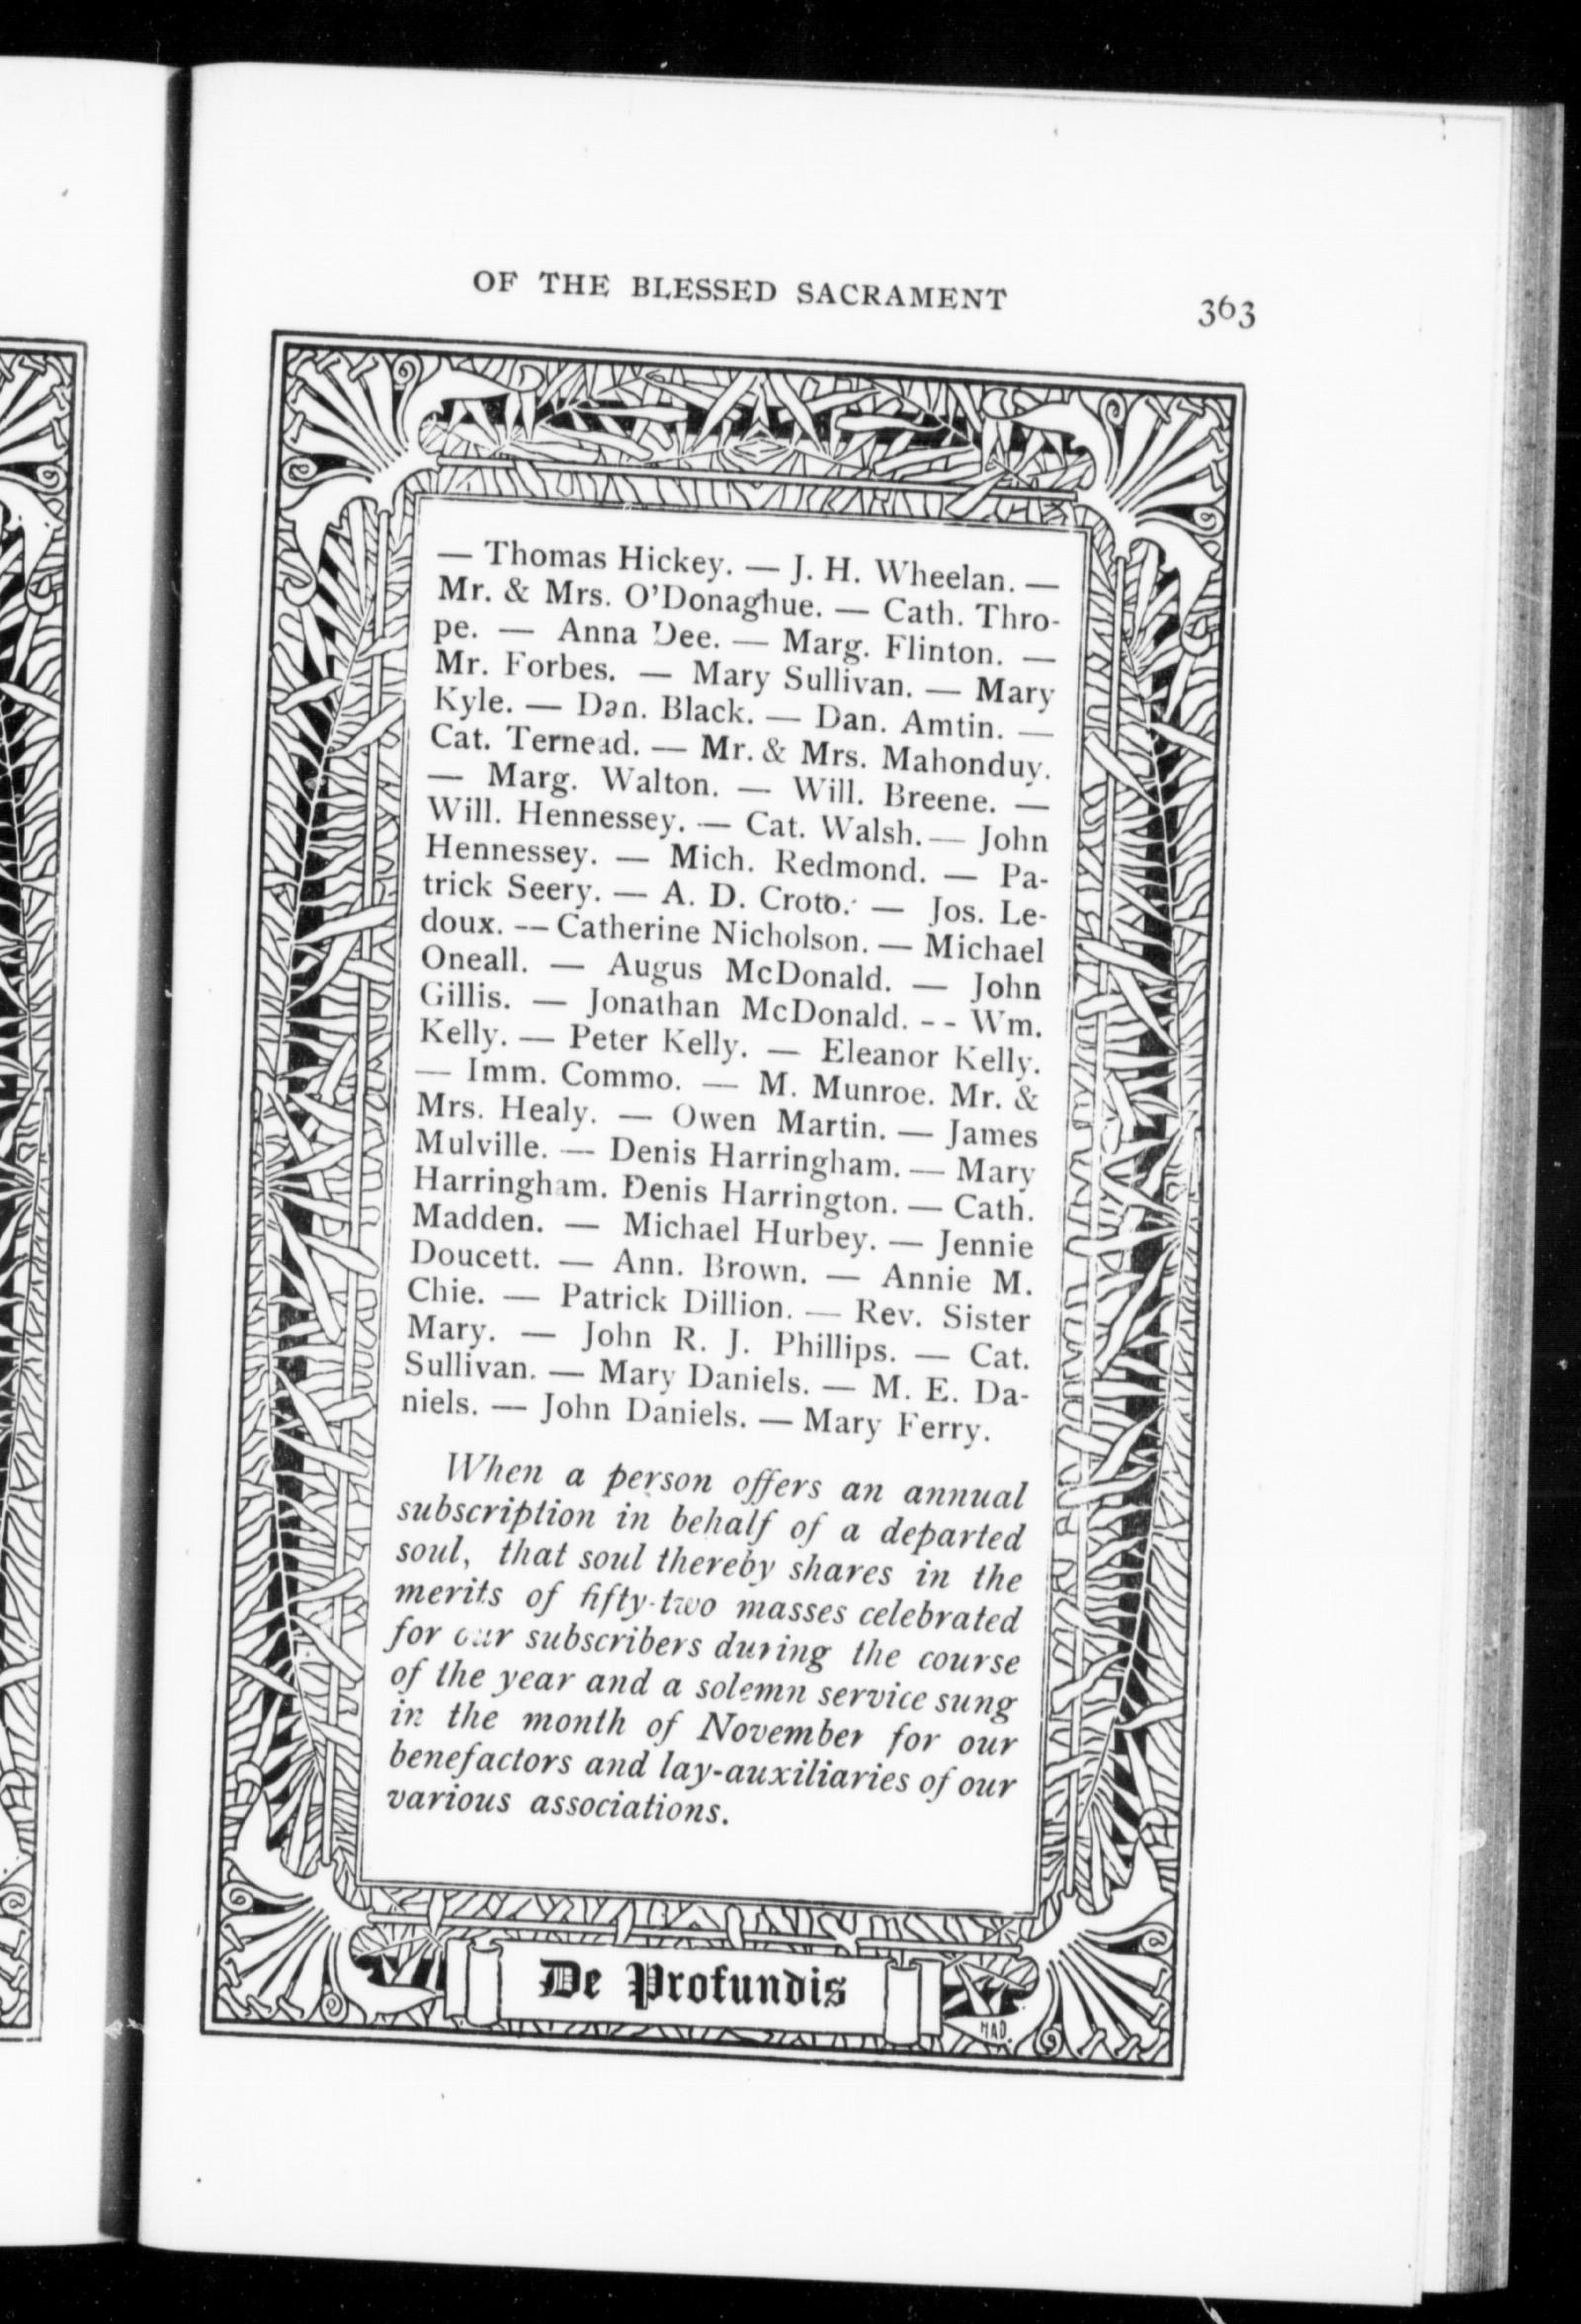 OF THE BLESSED SACRAMENT 363
— Thomas Hickey. — J. H. Wheelan. —
Mr. & Mrs. O'Donaghue. — Cath. Thro-
pe. — Anna Dee. — Marg. Flinton. —
Mr. Forbes. — Mary Sullivan. — Mary
Kyle. — Dan. Black. — Dan. Amtin. —
Cat. Ternead. — Mr. & Mrs. Mahonduy.
— Marg. Walton. — Will. Breene. —
Will. Hennessey. — Cat. Walsh. — John
Hennessey. — Mich. Redmond. — Pa-
trick Seery. — A. D. Croto. — Jos. Le-
doux. -- Catherine Nicholson. — Michael
Oneall. — Augus McDonald. — John
Gillis. — Jonathan McDonald. - - Wm.
Kelly. — Peter Kelly. — Eleanor Kelly.
— Imm. Commo. — M. Munroe. Mr. &
Mrs. Healy. — Owen Martin. — James
Mulville. — Denis Harringham. — Mary
Harringham. Denis Harrington. — Cath.
Madden. — Michael Hurbey. — Jennie
Doucett. — Ann. Brown. — Annie M.
Chie. — Patrick Dillion. — Rev. Sister
Mary. — John R. J. Phillips. — Cat.
Sullivan. — Mary Daniels. — M. E. Da-
niels. — John Daniels. — Mary Ferry.
When a person offers an annual
subscription in behalf of a departed
soul, that soul thereby shares in the
merits of fifty-two masses celebrated
for our subscribers during the course
of the year and a solemn service sung
in the month of November for our
benefactors and lay-auxiliaries of our
various associations.
De Profundis
MAD.